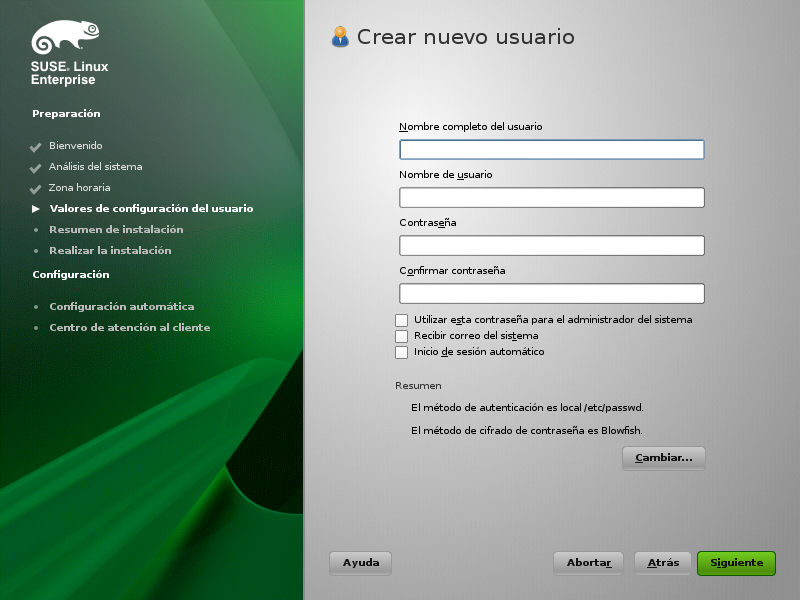 SUSE. Linux
Enterprise
Preparación
Bienvenido
Análisis del sistema
Zona horaria
Valores de configuración del usuario
Resumen de instalación
Realizar la instalación
Configuración
Configuración automática
Centro de atención al cliente
Crear nuevo usuario
Nombre completo del usuario
Nombre de usuario
Contraseña
Confirmar contraseña
Utilizar esta contraseña para el administrador del sistema
Recibir correo del sistema
Inicio de sesión automático
Resumen
El método de autenticación es local /etc/passwd.
El método de cifrado de contraseña es Blowfish.
Cambiar...
Ayuda
Abortar
Atrás
Siguiente